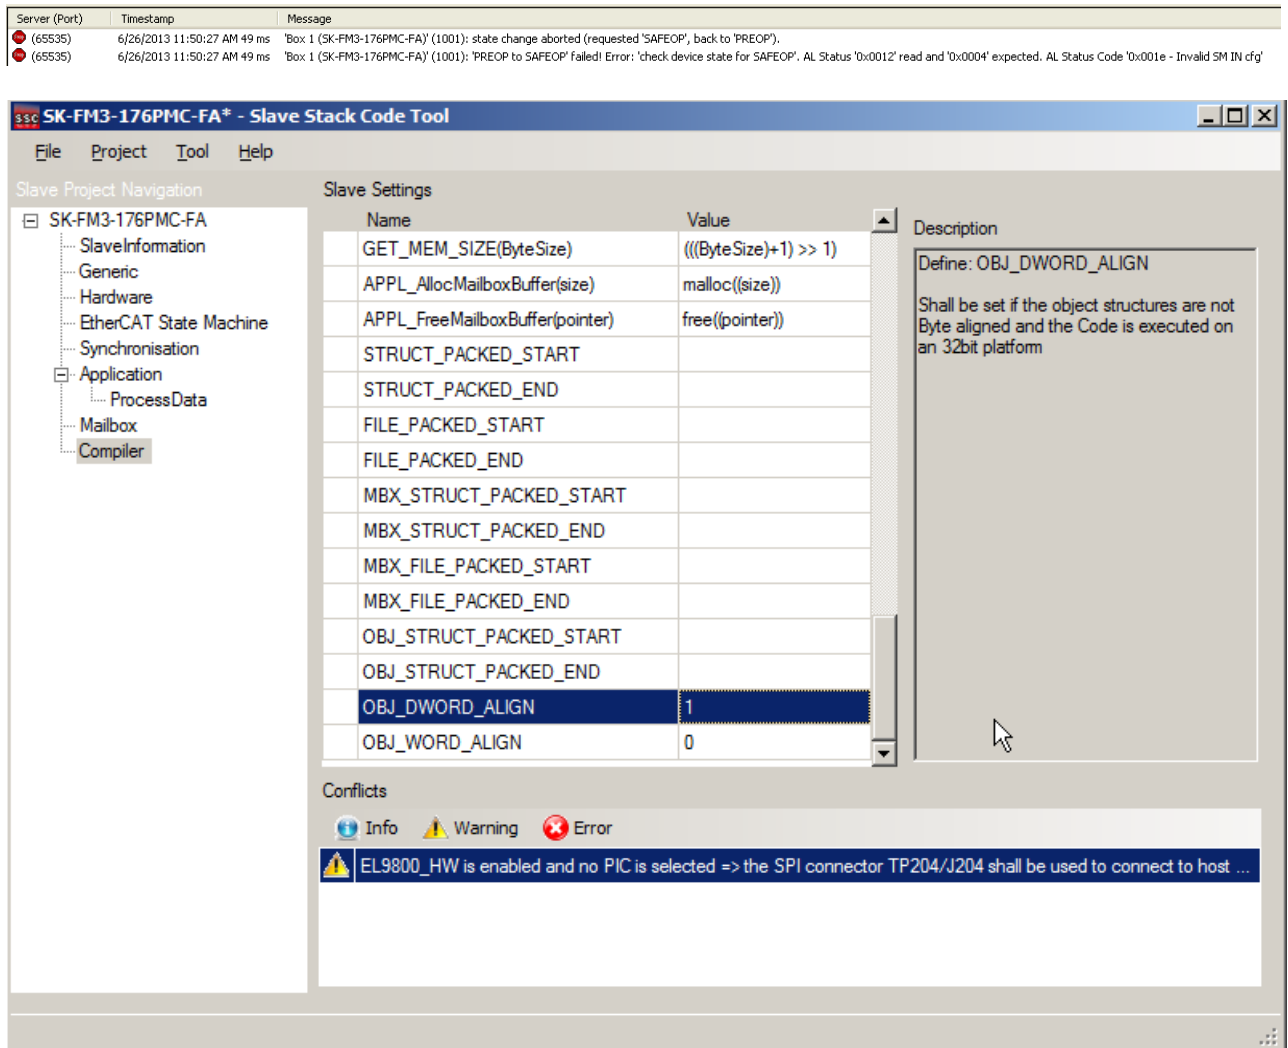 Server (Port) Timestamp Message
(65535) 6/26/2013 11:50:27 AM 49 ms 'Box 1 (SK-FM3-176PMC-FA)' (1001): state change aborted (requested 'SAFEOP', back to 'PREOP').
(65535) 6/26/2013 11:50:27 AM 49 ms 'Box 1 (SK-FM3-176PMC-FA)' (1001): 'PREOP to SAFEOP' failed! Error: 'check device state for SAFEOP'. AL Status '0x0012' read and '0x0004' expected. AL Status Code '0x001e - Invalid SM IN cfg'
ssc SK-FM3-176PMC-FA* - Slave Stack Code Tool
File Project Tool Help
Slave Project Navigation
SK-FM3-176PMC-FA
SlaveInformation
Generic
Hardware
EtherCAT State Machine
Synchronisation
Application
ProcessData
Mailbox
Compiler
Slave Settings
Name Value
GET_MEM_SIZE(ByteSize) (((ByteSize)+1) >> 1)
APPL_AllocMailboxBuffer(size) malloc((size))
APPL_FreeMailboxBuffer(pointer) free((pointer))
STRUCT_PACKED_START
STRUCT_PACKED_END
FILE_PACKED_START
FILE_PACKED_END
MBX_STRUCT_PACKED_START
MBX_STRUCT_PACKED_END
MBX_FILE_PACKED_START
MBX_FILE_PACKED_END
OBJ_STRUCT_PACKED_START
OBJ_STRUCT_PACKED_END
OBJ_DWORD_ALIGN 1
OBJ_WORD_ALIGN 0
Description
Define: OBJ_DWORD_ALIGN
Shall be set if the object structures are not
Byte aligned and the Code is executed on
an 32bit platform
Conflicts
Info Warning Error
EL9800_HW is enabled and no PIC is selected => the SPI connector TP204/J204 shall be used to connect to host ...